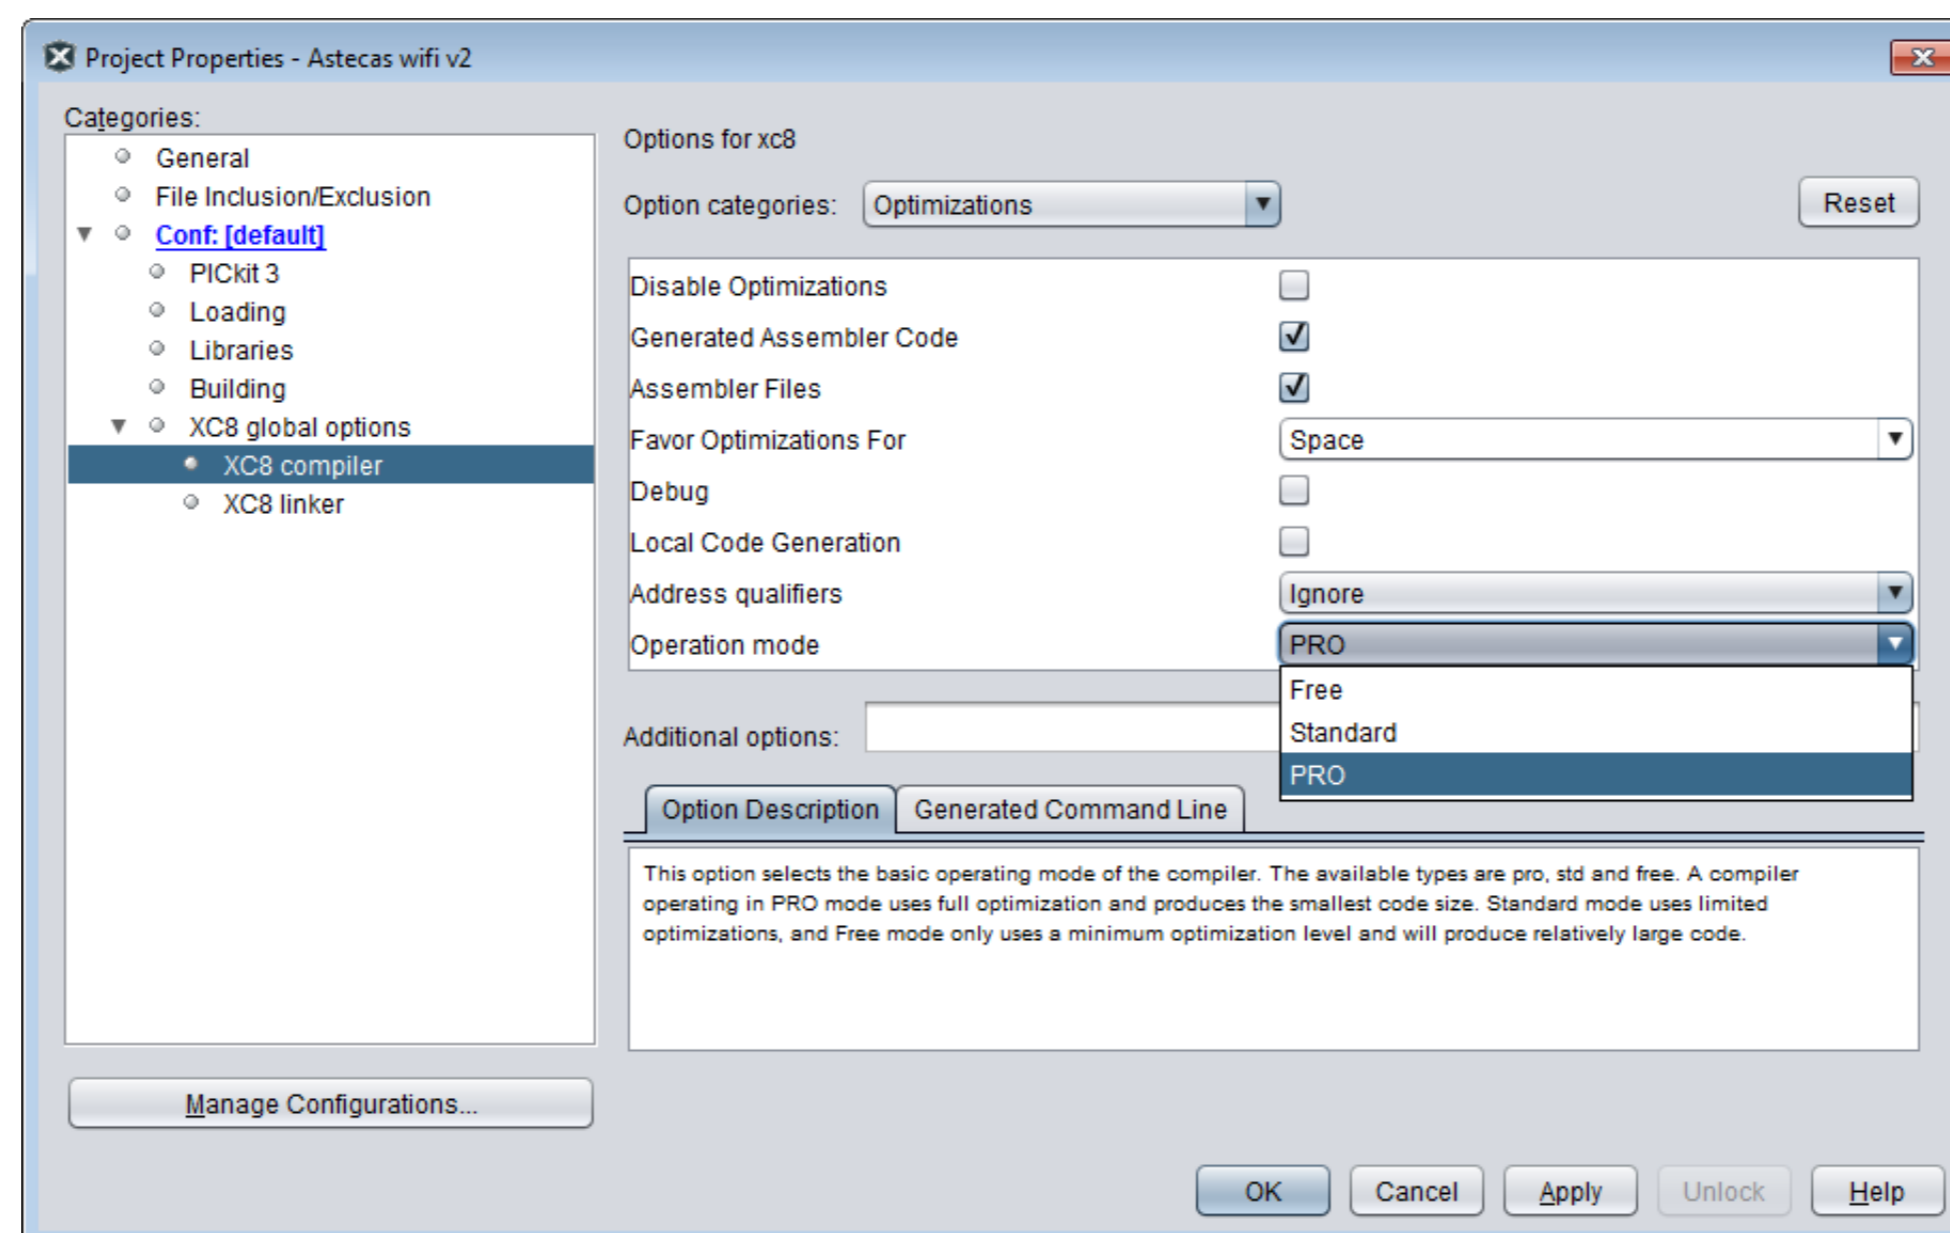 Project Properties - Astecas wifi v2
Categories:
General
File Inclusion/Exclusion
Conf: [default]
PICkit 3
Loading
Libraries
Building
XC8 global options
XC8 compiler
XC8 linker
Manage Configurations...
Options for xc8
Option categories: Optimizations Reset
Disable Optimizations
Generated Assembler Code
Assembler Files
Favor Optimizations For Space
Debug
Local Code Generation
Address qualifiers Ignore
Operation mode PRO
Free
Standard
PRO
Additional options:
Option Description Generated Command Line
This option selects the basic operating mode of the compiler. The available types are pro, std and free. A compiler
operating in PRO mode uses full optimization and produces the smallest code size. Standard mode uses limited
optimizations, and Free mode only uses a minimum optimization level and will produce relatively large code.
OK Cancel Apply Unlock Help